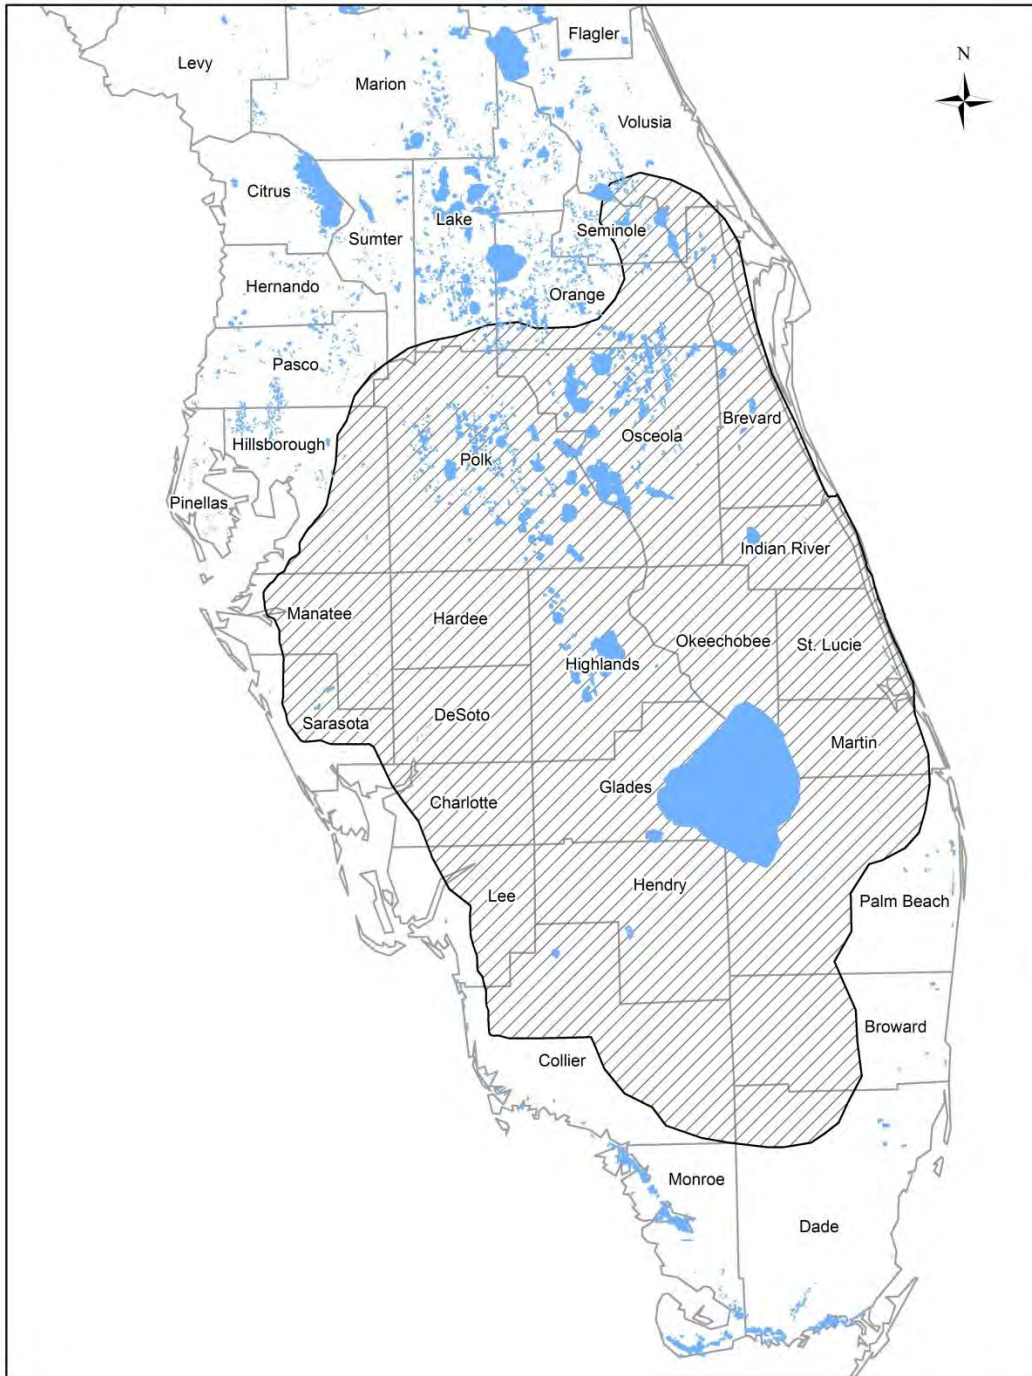 Flagler
N
Levy
Marion
Volusia
Citrus
Lake
Seminole
Sumter
Hernando
Orange
Pasco
Brevard
Osceola
Hillsborough
Polk
Pinellas
Indian River
Manatee
Hardee
Okeechobee
St. Lucie
Highlands
Sarasota
DeSoto
Martin
Glades
Charlotte
Hendry
Lee
Palm Beach
Broward
Collier
Monroe
Dade